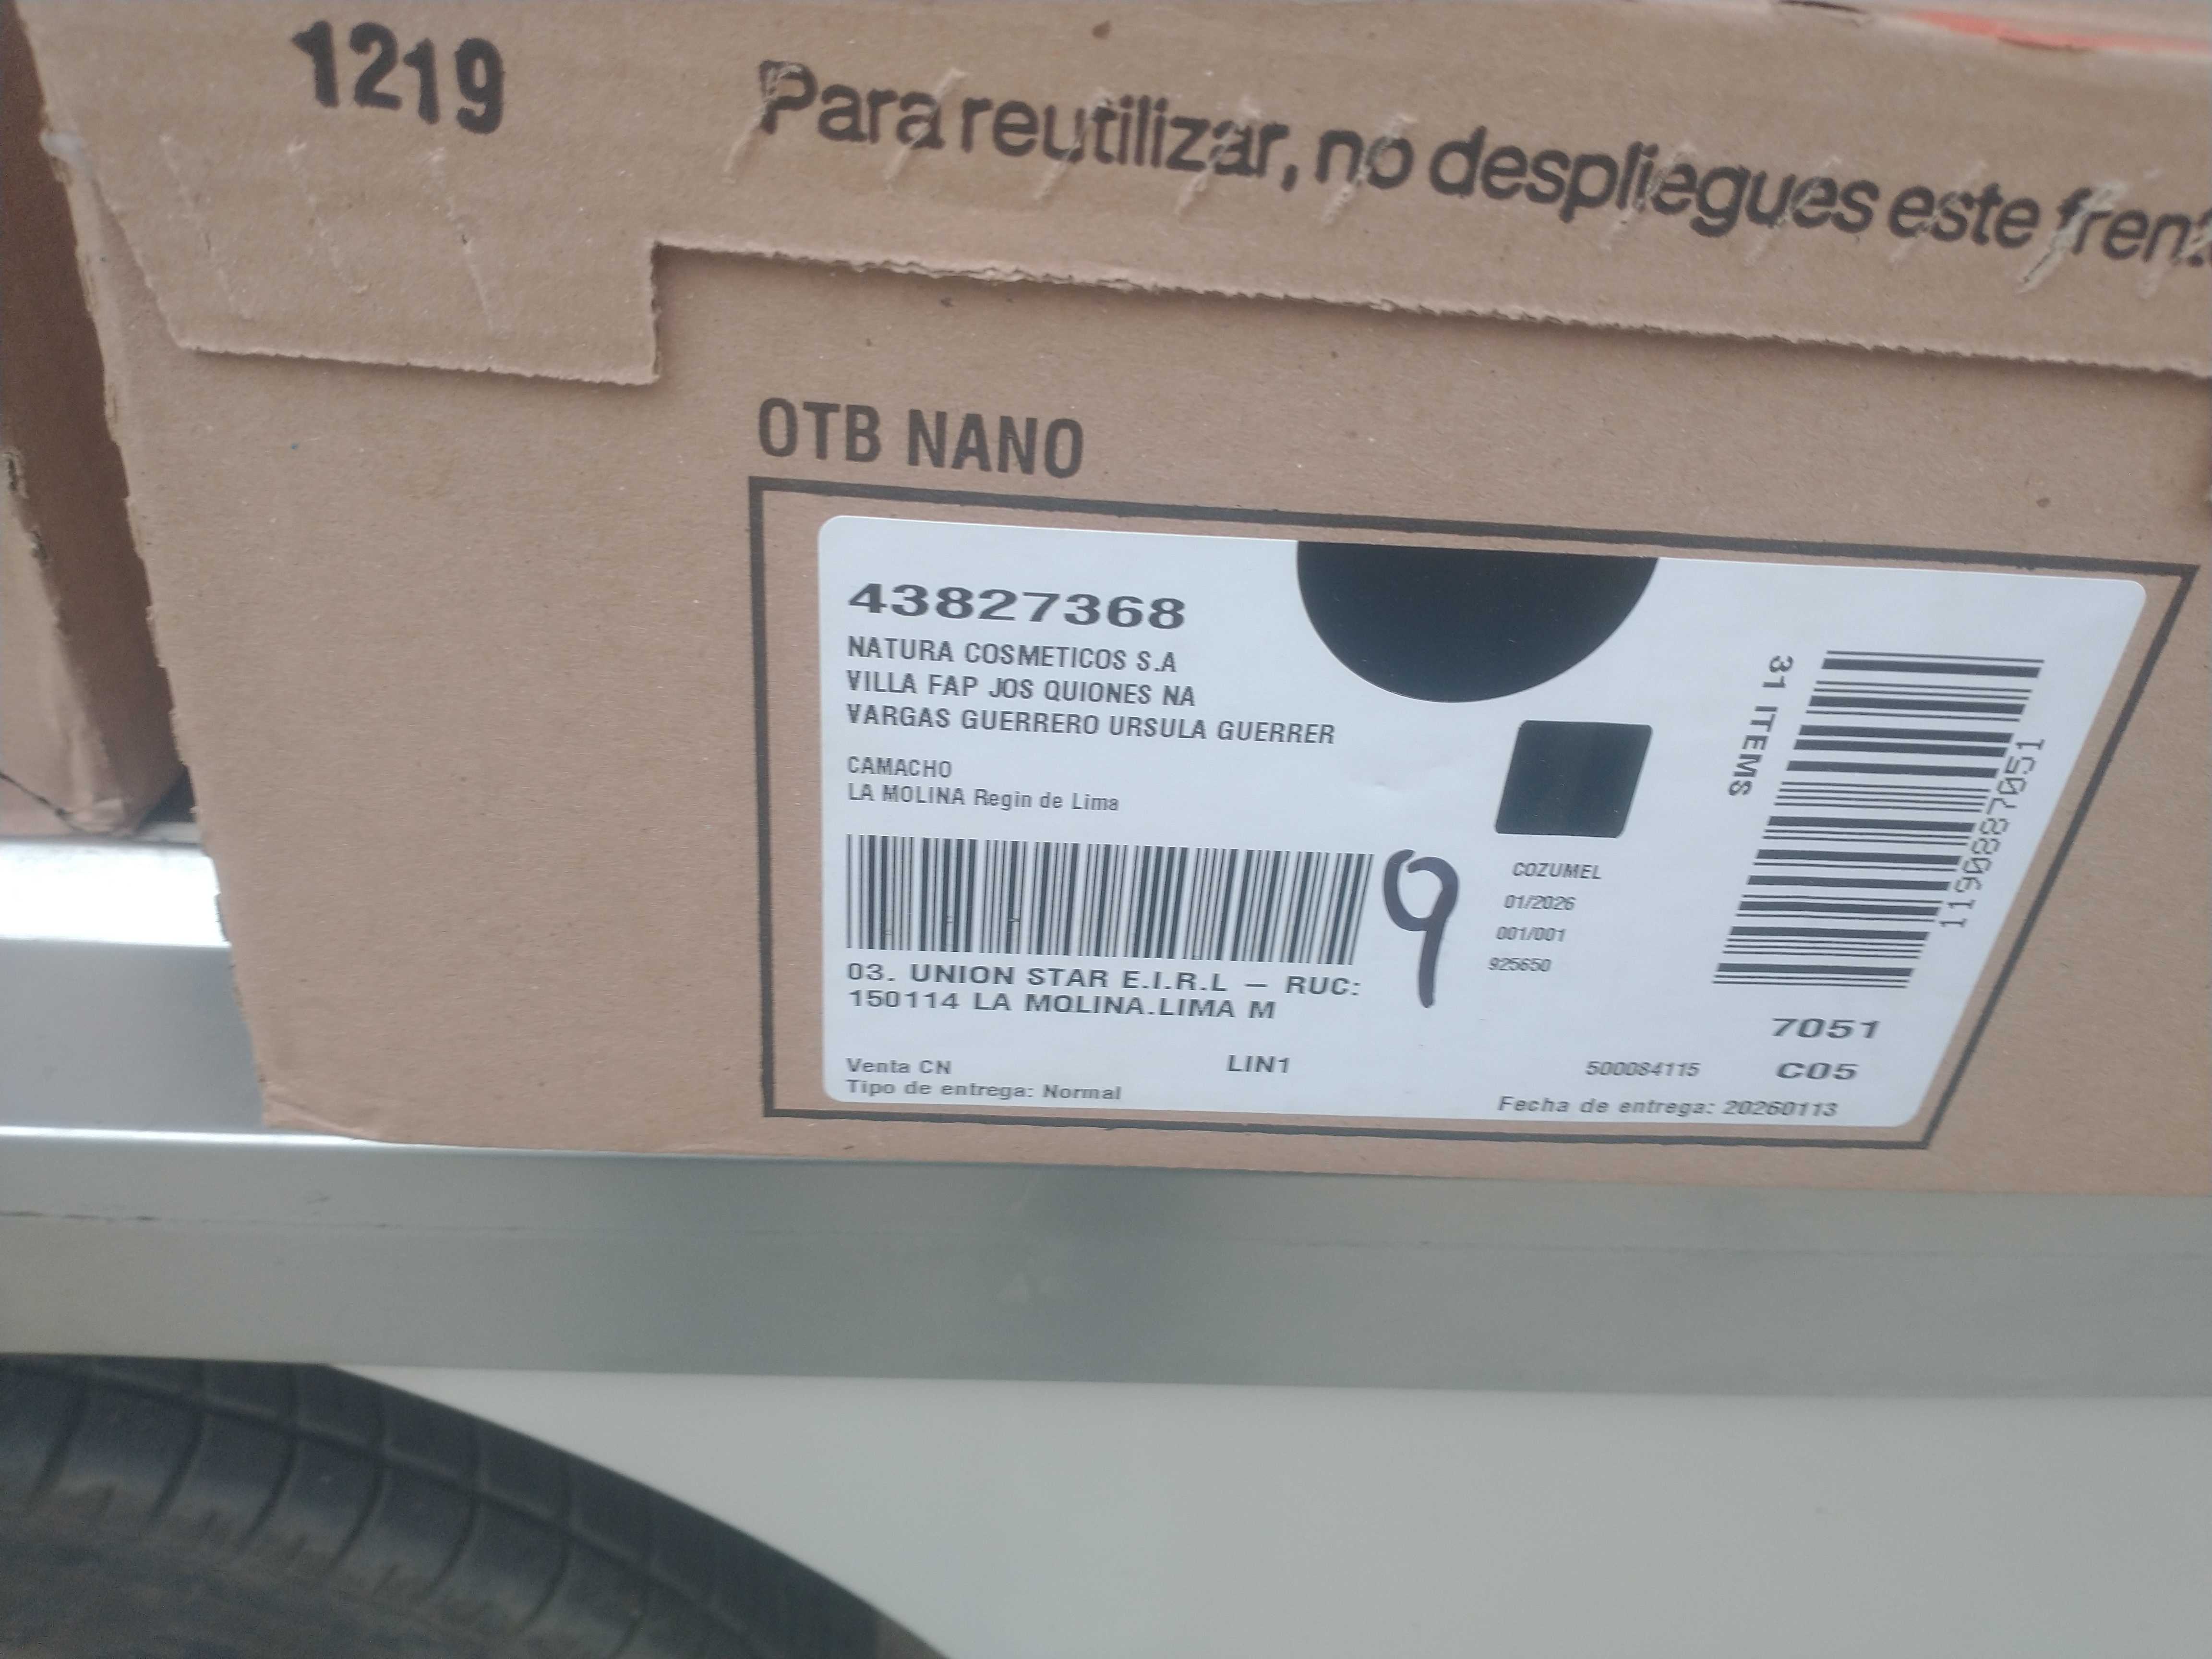 1219
Para reutilizar, no despliegues este frent
OTB NANO
43827368
NATURA COSMETICOS S.A
VILLA FAP JOS QUIONES NA
VARGAS GUERRERO URSULA GUERRER
CAMACHO
LA MOLINA Regin de Lima
9
03. UNION STAR E.I.R.L – RUC:
150114 LA MOLINA.LIMA M
COZUMEL
01/2026
001/001
925650
31 ITEMS
1190887051
7051
Venta CN
LIN1
500084115
C05
Tipo de entrega: Normal
Fecha de entrega: 20260113